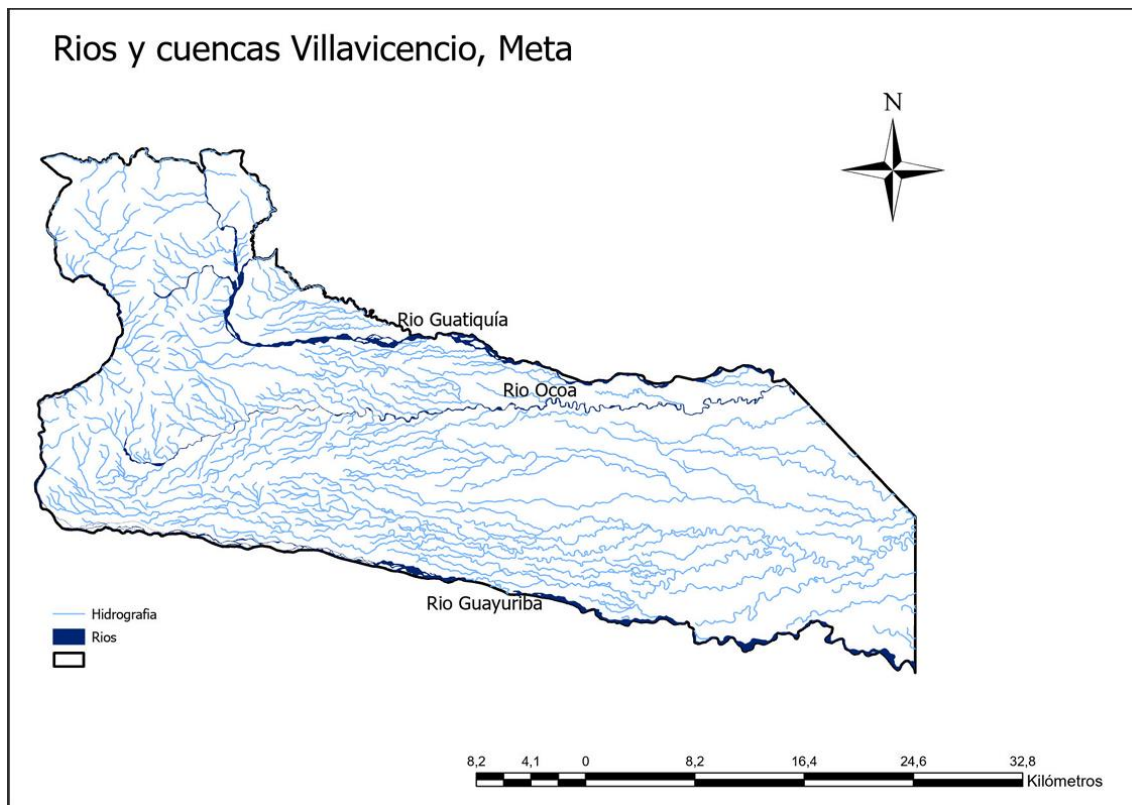 Rios y cuencas Villavicencio, Meta
N
Rio Guatiquía
Rio Ocoa
Rio Guayuriba
Hidrografia
Rios
8,2 4,1 0 8,2 16,4 24,6 32,8
Kilómetros